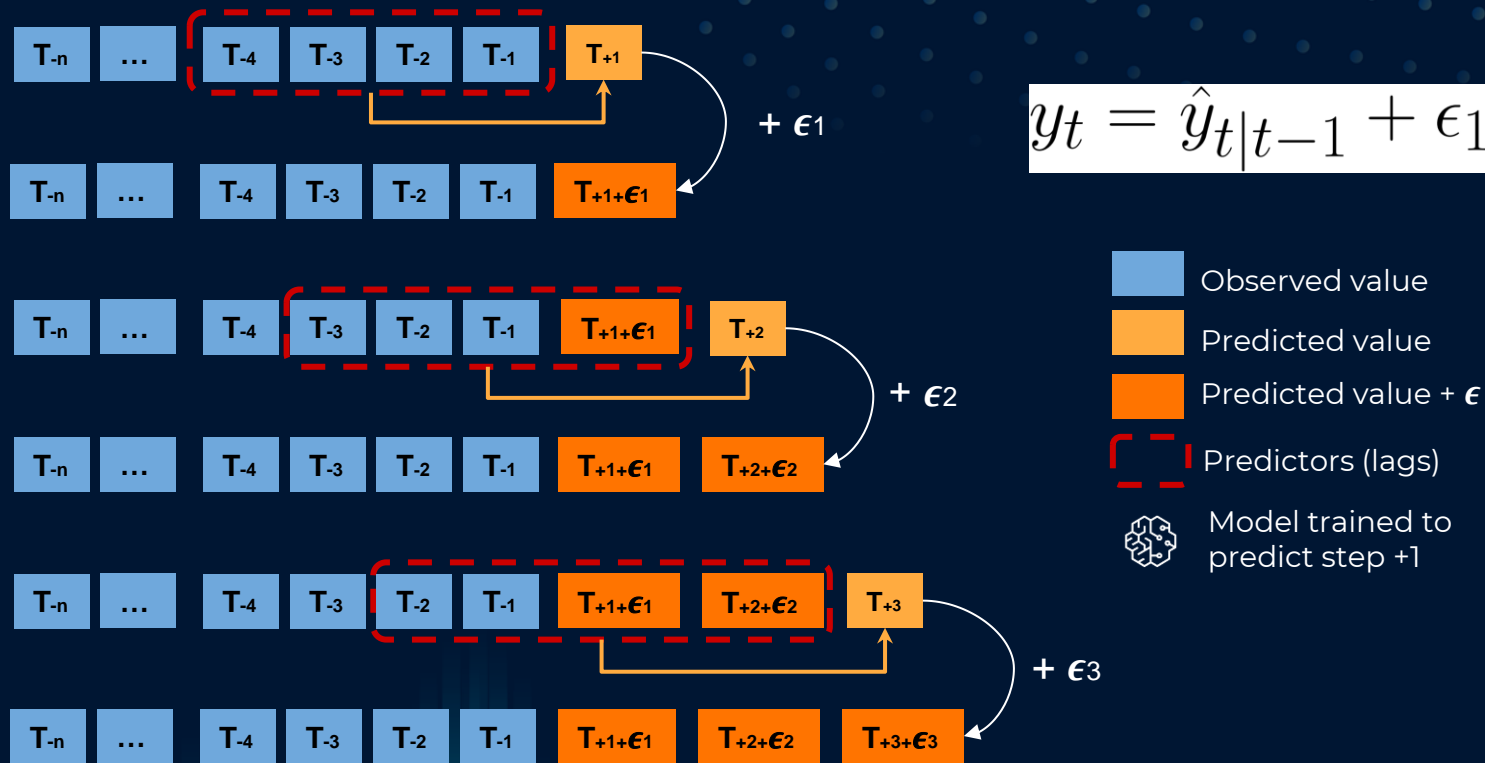 T-n ... T-4 T-3 T-2 T-1 T+1
+ ϵ1
T-n ... T-4 T-3 T-2 T-1 T+1+ϵ1
T-n ... T-4 T-3 T-2 T-1 T+1+ϵ1 T+2
+ ϵ2
T-n ... T-4 T-3 T-2 T-1 T+1+ϵ1 T+2+ϵ2
T-n ... T-4 T-3 T-2 T-1 T+1+ϵ1 T+2+ϵ2 T+3
+ ϵ3
T-n ... T-4 T-3 T-2 T-1 T+1+ϵ1 T+2+ϵ2 T+3+ϵ3
y_t = ŷ_{t|t−1} + ϵ_1
Observed value
Predicted value
Predicted value + ϵ
Predictors (lags)
Model trained to
predict step +1